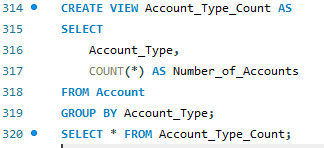 314 CREATE VIEW Account_Type_Count AS
315 SELECT
316 Account_Type,
317 COUNT(*) AS Number_of_Accounts
318 FROM Account
319 GROUP BY Account_Type;
320 SELECT * FROM Account_Type_Count;